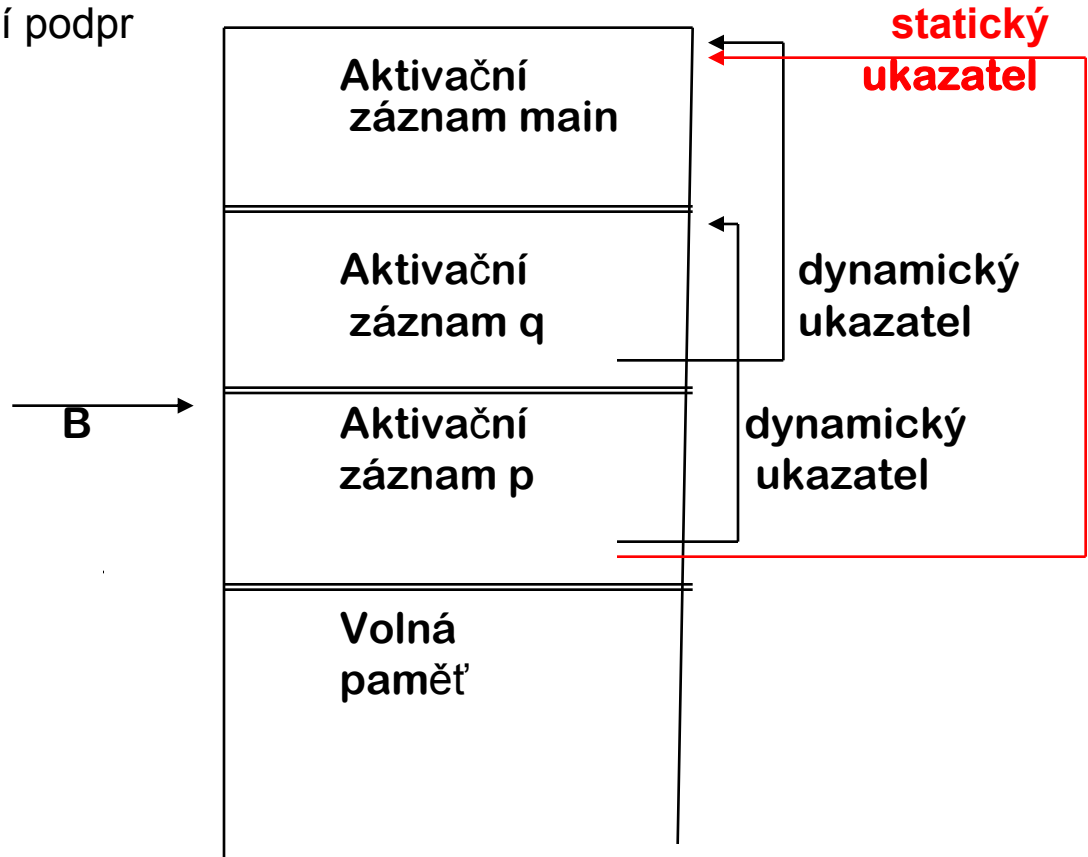 í podpr
statický
ukazatel
Aktivační
záznam main
Aktivační
záznam q
dynamický
ukazatel
B
Aktivační
záznam p
dynamický
ukazatel
Volná
paměť